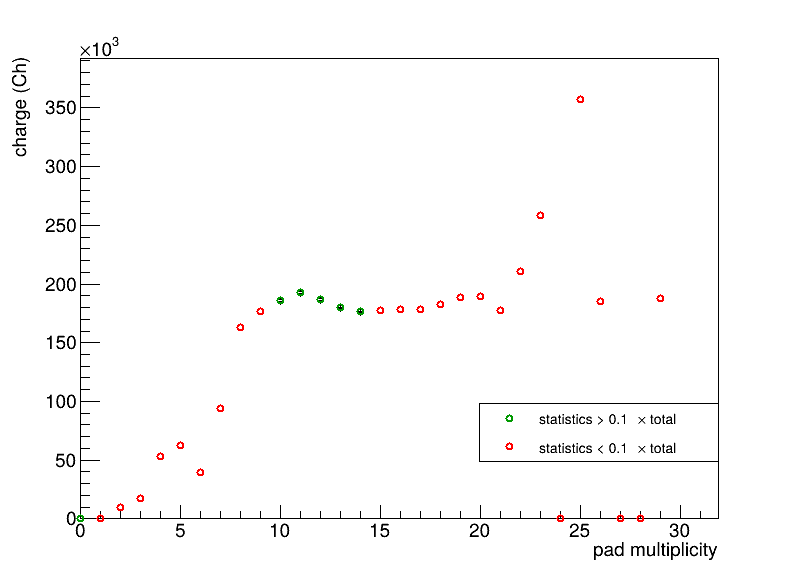 ×10³
charge (Ch)
350
300
250
200
150
100
50
0
statistics > 0.1 × total
statistics < 0.1 × total
0 5 10 15 20 25 30
pad multiplicity